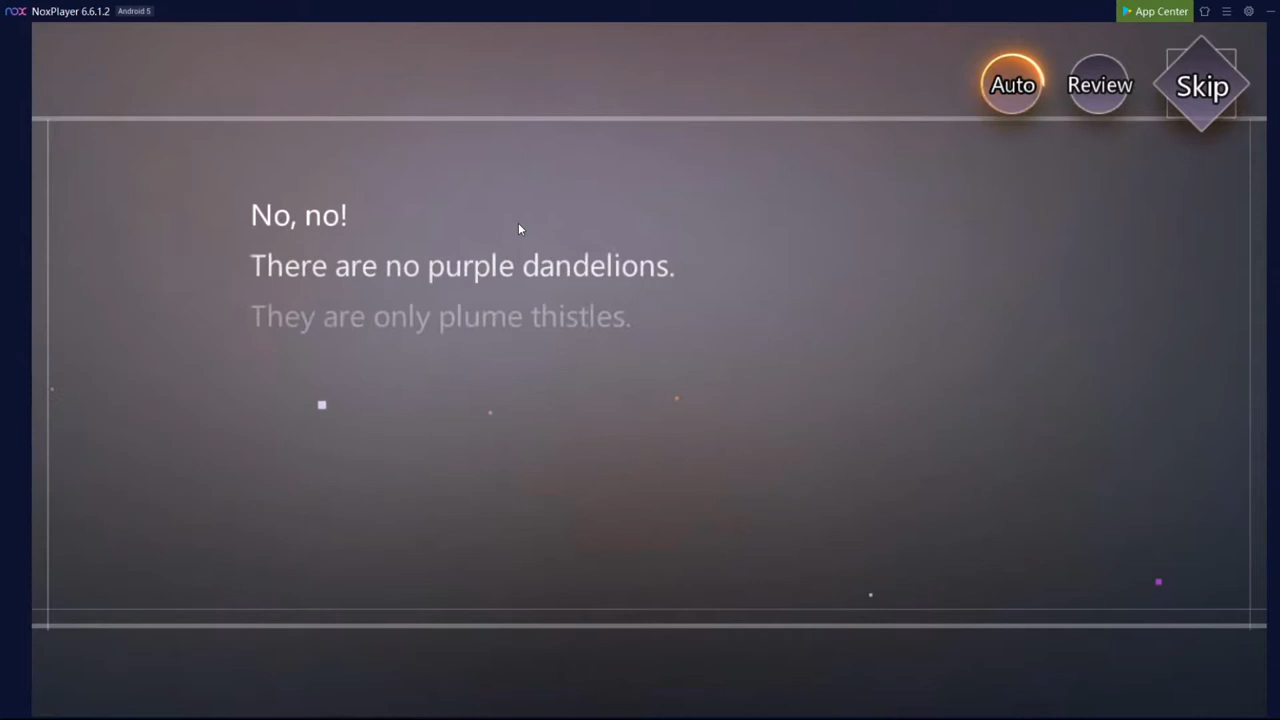 nox NoxPlayer 6.6.1.2 Android 5
App Center
Auto
Review
Skip
No, no!
There are no purple dandelions.
They are only plume thistles.